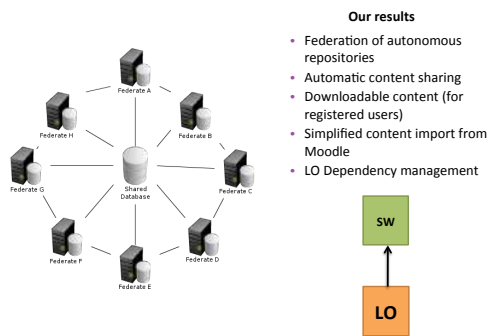 Our results
• Federation of autonomous
repositories
• Automatic content sharing
• Downloadable content (for
registered users)
• Simplified content import from
Moodle
• LO Dependency management
Federate A
Federate H
Federate B
Federate G
Shared
Database
Federate C
Federate F
Federate D
Federate E
SW
LO